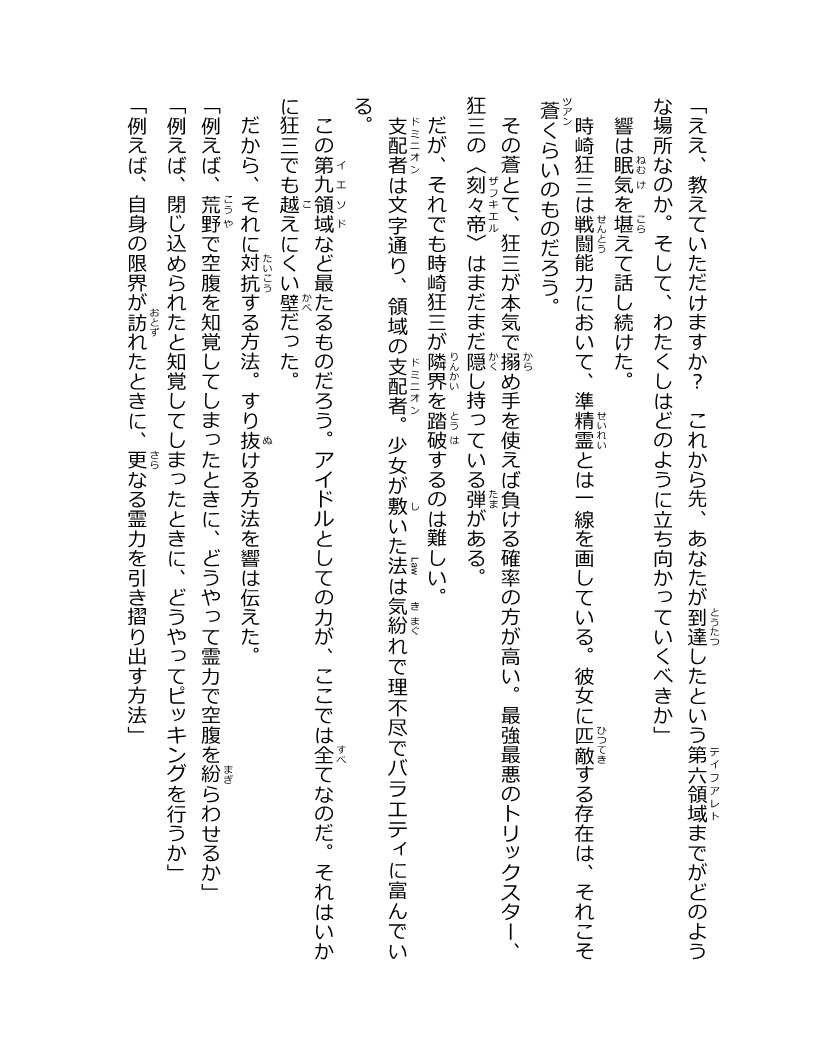 「ええ、教えていただけますか?　これから先、あなたが到達したという第六領域までがどのよう
な場所なのか。そして、わたくしはどのように立ち向かっていくべきか」
響は眠気を堪えて話し続けた。
時崎狂三は戦闘能力において、準精霊とは一線を画している。彼女に匹敵する存在は、それこそ
蒼くらいのものだろう。
その蒼とて、狂三が本気で搦め手を使えば負ける確率の方が高い。最強最悪のトリックスター、
狂三の〈刻々帝〉はまだまだ隠し持っている弾がある。
だが、それでも時崎狂三が隣界を踏破するのは難しい。
支配者は文字通り、領域の支配者。少女が敷いた法は気紛れで理不尽でバラエティに富んでい
る。
この第九領域など最たるものだろう。アイドルとしての力が、ここでは全てなのだ。それはいか
に狂三でも越えにくい壁だった。
だから、それに対抗する方法。すり抜ける方法を響は伝えた。
「例えば、荒野で空腹を知覚してしまったときに、どうやって霊力で空腹を紛らわせるか」
「例えば、閉じ込められたと知覚してしまったときに、どうやってピッキングを行うか」
「例えば、自身の限界が訪れたときに、更なる霊力を引き摺り出す方法」